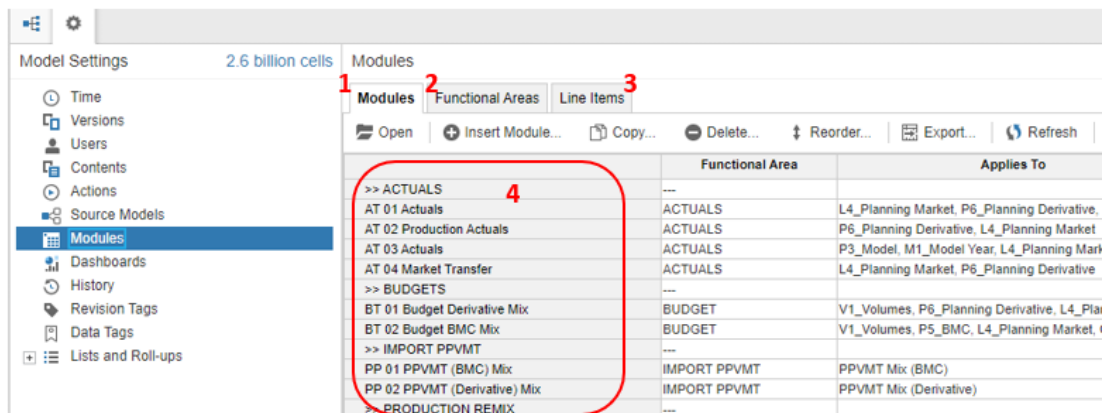 Model Settings 2.6 billion cells Modules
1 2 3
Modules Functional Areas Line Items
Open Insert Module... Copy... Delete... Reorder... Export... Refresh
Functional Area Applies To
Time
Versions
Users
Contents
Actions
Source Models
Modules
Dashboards
History
Revision Tags
Data Tags
Lists and Roll-ups
4
>> ACTUALS ---
AT 01 Actuals ACTUALS L4_Planning Market, P6_Planning Derivative,
AT 02 Production Actuals ACTUALS P6_Planning Derivative, L4_Planning Market
AT 03 Actuals ACTUALS P3_Model, M1_Model Year, L4_Planning Mark
AT 04 Market Transfer ACTUALS L4_Planning Market, P6_Planning Derivative
>> BUDGETS ---
BT 01 Budget Derivative Mix BUDGET V1_Volumes, P6_Planning Derivative, L4_Pla
BT 02 Budget BMC Mix BUDGET V1_Volumes, P5_BMC, L4_Planning Market,
>> IMPORT PPVMT ---
PP 01 PPVMT (BMC) Mix IMPORT PPVMT PPVMT Mix (BMC)
PP 02 PPVMT (Derivative) Mix IMPORT PPVMT PPVMT Mix (Derivative)
>> PRODUCTION REMIX ---